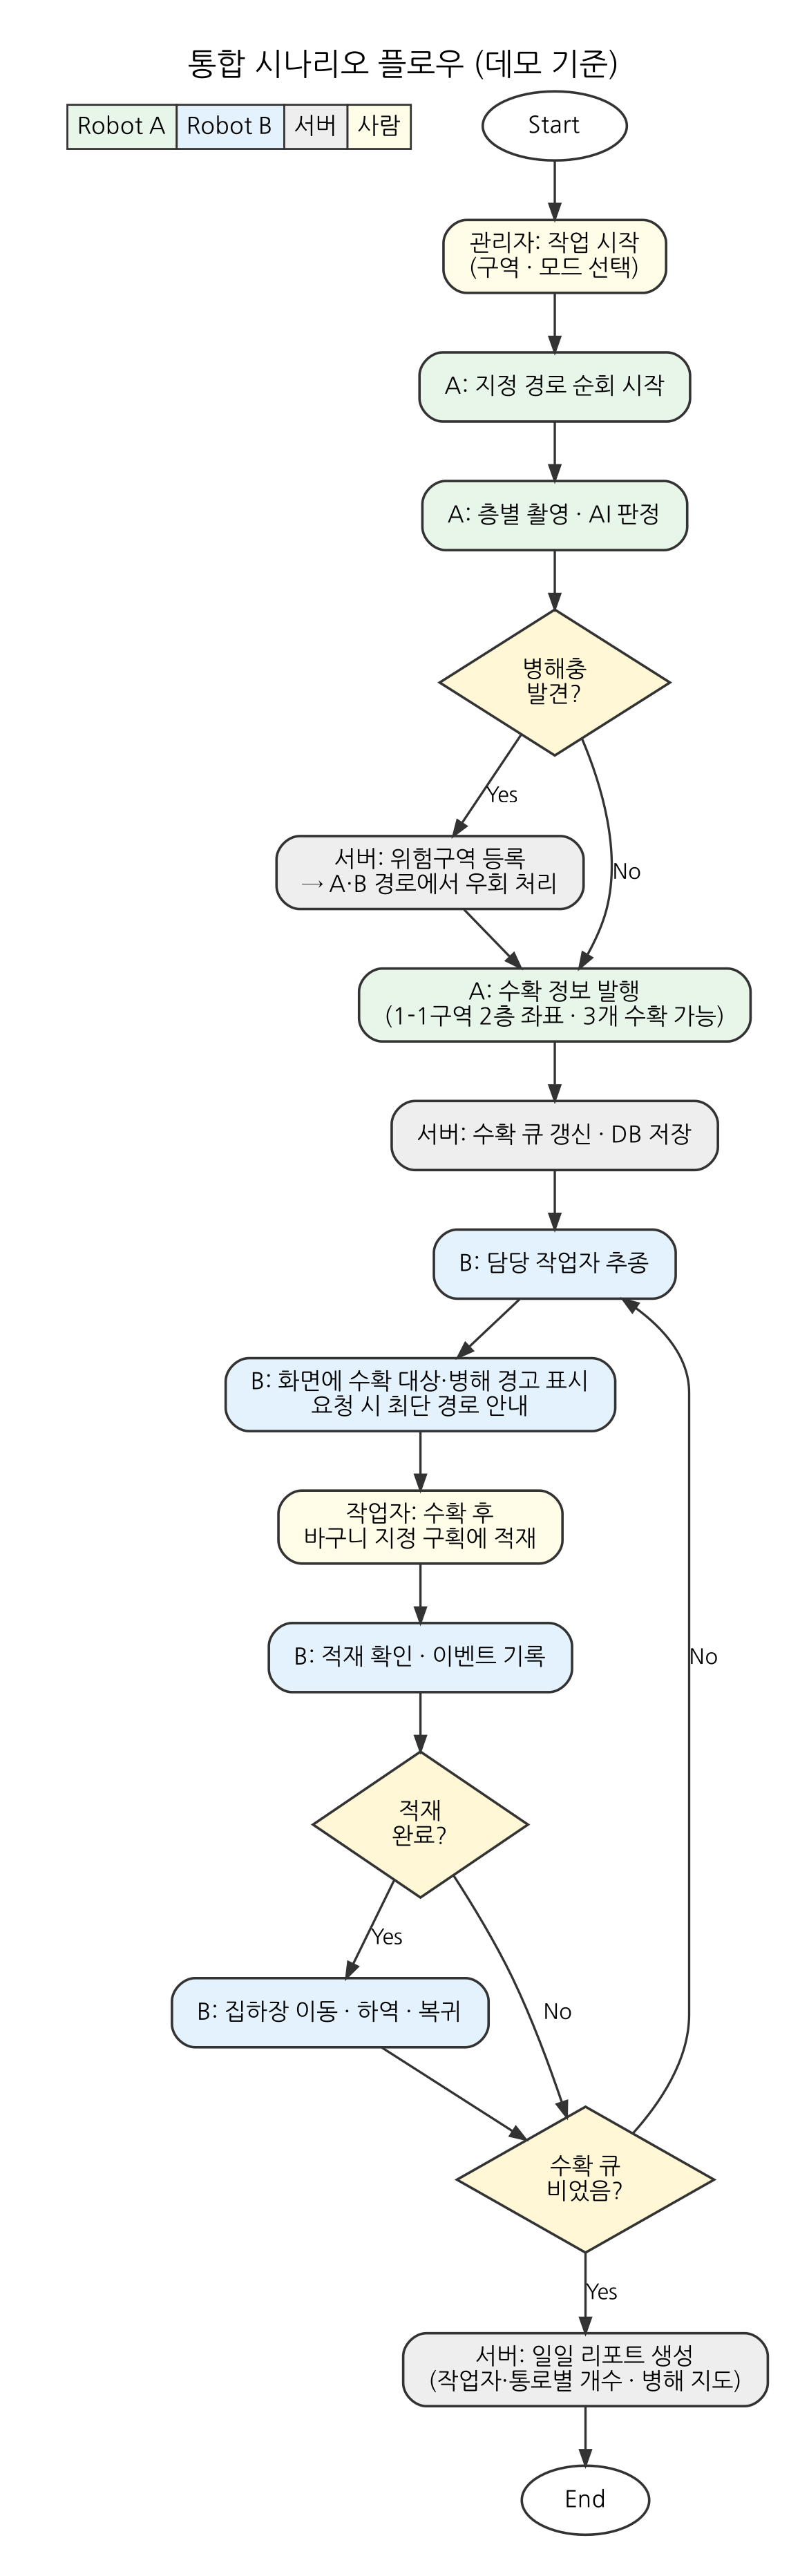 통합 시나리오 플로우 (데모 기준)
Robot A
Robot B
서버
사람
Start
관리자: 작업 시작
(구역 · 모드 선택)
A: 지정 경로 순회 시작
A: 층별 촬영 · AI 판정
병해충
발견?
Yes
서버: 위험구역 등록
→ A·B 경로에서 우회 처리
No
A: 수확 정보 발행
(1-1구역 2층 좌표 · 3개 수확 가능)
서버: 수확 큐 갱신 · DB 저장
B: 담당 작업자 추종
B: 화면에 수확 대상·병해 경고 표시
요청 시 최단 경로 안내
작업자: 수확 후
바구니 지정 구획에 적재
B: 적재 확인 · 이벤트 기록
No
적재
완료?
Yes
B: 집하장 이동 · 하역 · 복귀
No
수확 큐
비었음?
Yes
서버: 일일 리포트 생성
(작업자·통로별 개수 · 병해 지도)
End